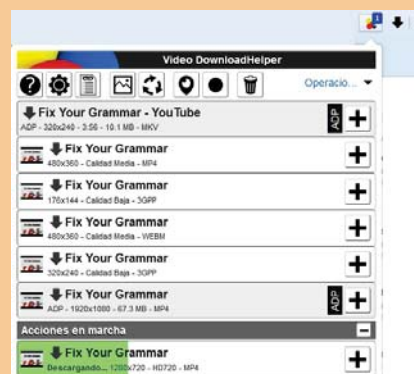 1
Video DownloadHelper
Operacio...
Fix Your Grammar - YouTube
ADP - 320x240 - 3:56 - 10.1 MB - MKV
ADP
Fix Your Grammar
480x360 - Calidad Media - MP4
Fix Your Grammar
176x144 - Calidad Baja - 3GPP
Fix Your Grammar
480x360 - Calidad Media - WEBM
Fix Your Grammar
320x240 - Calidad Baja - 3GPP
Fix Your Grammar
ADP - 1920x1080 - 67.3 MB - MP4
ADP
Acciones en marcha
Fix Your Grammar
Descargando... 1280x720 - HD720 - MP4